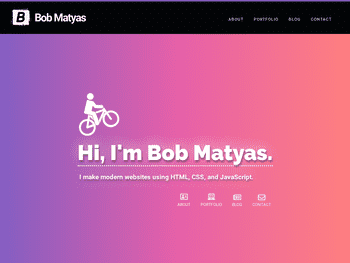 B Bob Matyas
ABOUT PORTFOLIO BLOG CONTACT
Hi, I'm Bob Matyas.
I make modern websites using HTML, CSS, and JavaScript.
ABOUT PORTFOLIO BLOG CONTACT